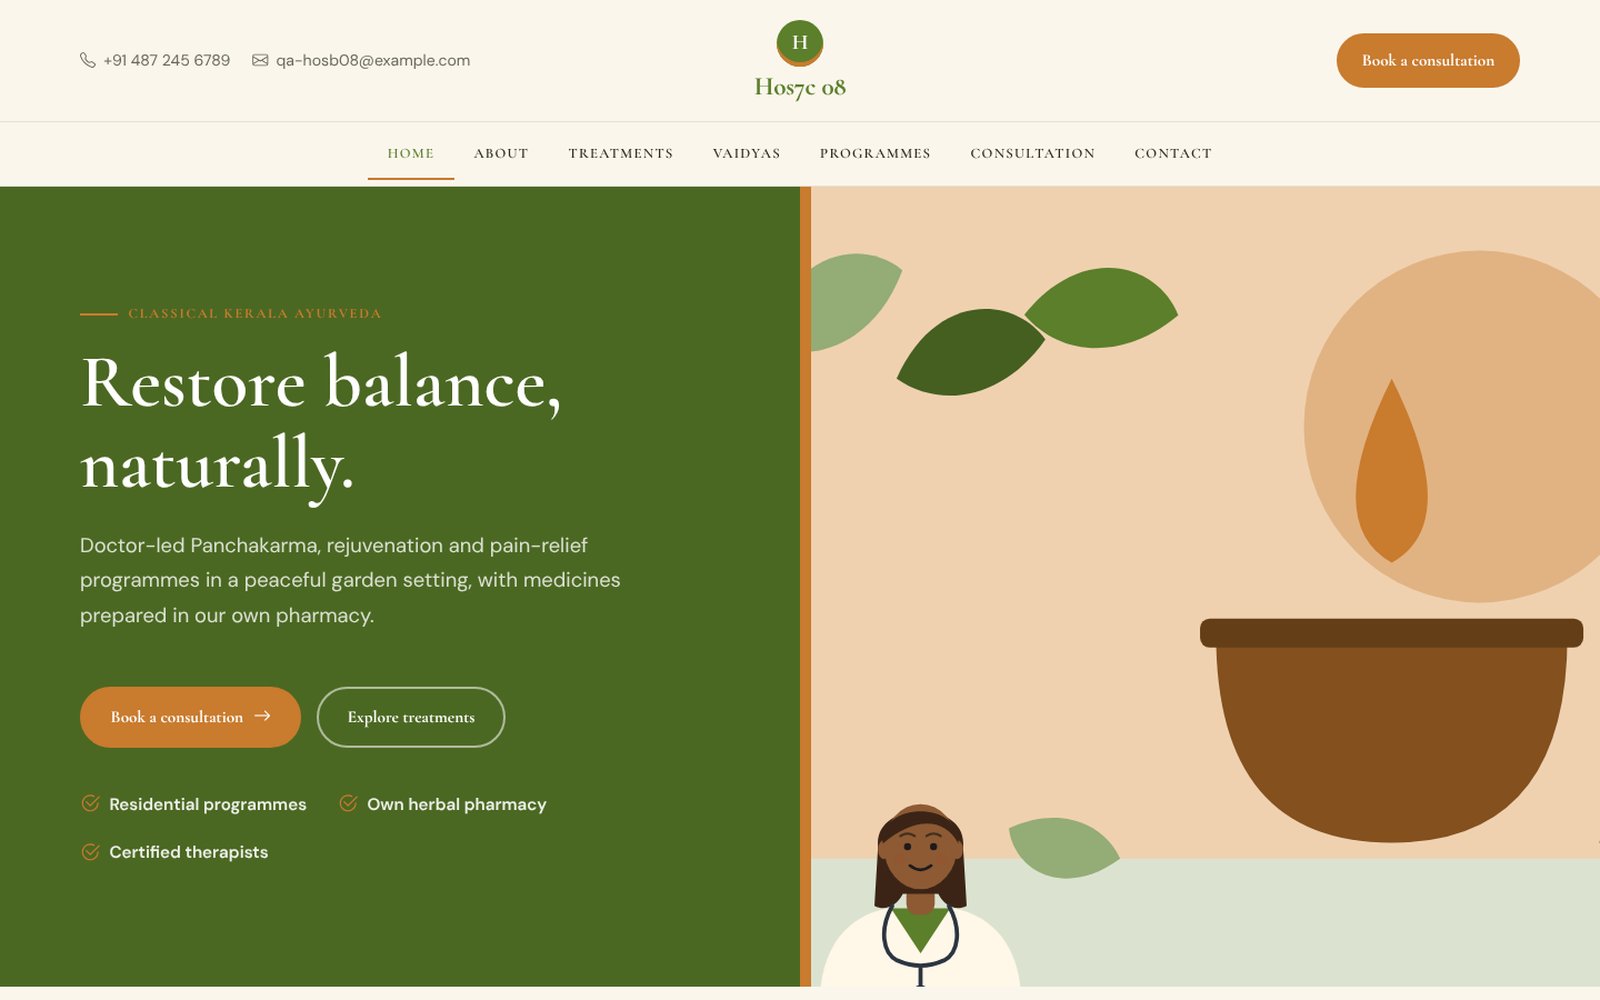 +91 487 245 6789
qa-hosb08@example.com
H
Hos7c 08
Book a consultation
HOME
ABOUT
TREATMENTS
VAIDYAS
PROGRAMMES
CONSULTATION
CONTACT
CLASSICAL KERALA AYURVEDA
Restore balance,
naturally.
Doctor-led Panchakarma, rejuvenation and pain-relief
programmes in a peaceful garden setting, with medicines
prepared in our own pharmacy.
Book a consultation
Explore treatments
Residential programmes
Own herbal pharmacy
Certified therapists